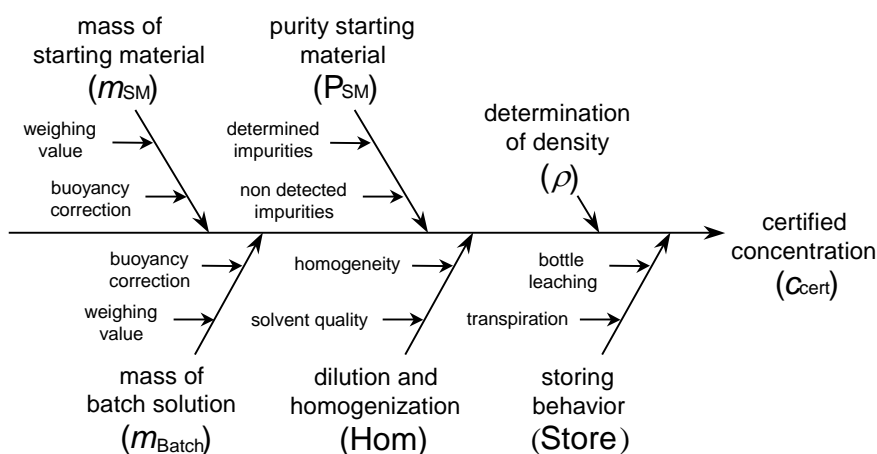 mass of
starting material
(mSM)
weighing
value
buoyancy
correction
purity starting
material
(PSM)
determined
impurities
non detected
impurities
determination
of density
(ρ)
certified
concentration
(ccert)
buoyancy
correction
weighing
value
mass of
batch solution
(mBatch)
homogeneity
solvent quality
dilution and
homogenization
(Hom)
bottle
leaching
transpiration
storing
behavior
(Store)